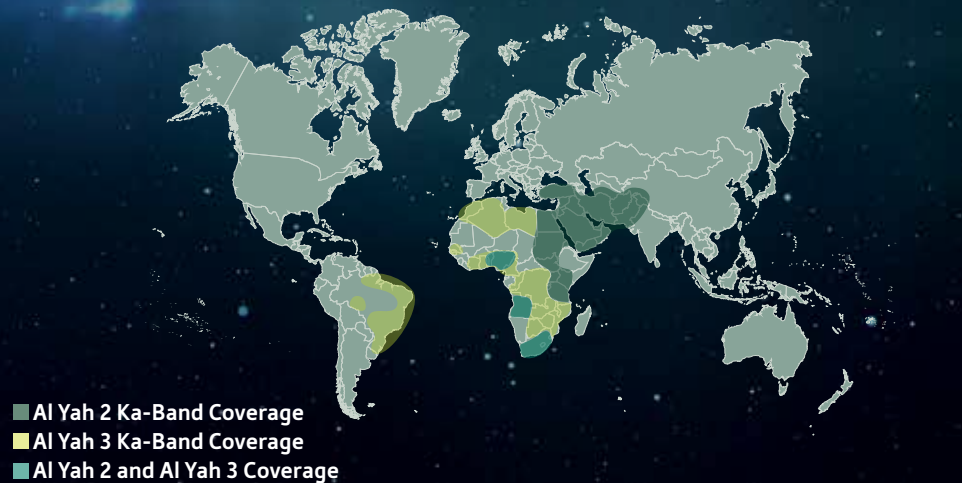 Al Yah 2 Ka-Band Coverage
Al Yah 3 Ka-Band Coverage
Al Yah 2 and Al Yah 3 Coverage